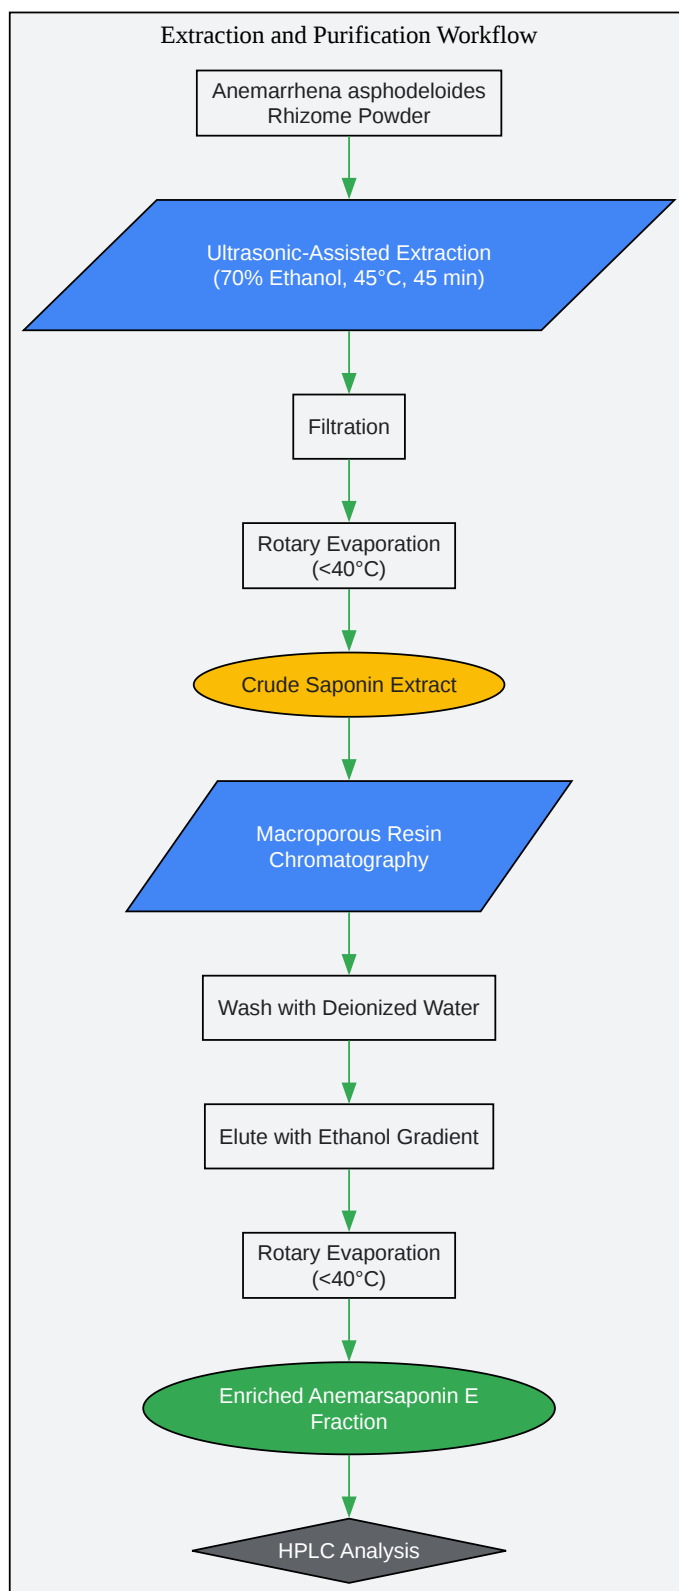 Extraction and Purification Workflow
Anemarrhena asphodeloides
Rhizome Powder
Ultrasonic-Assisted Extraction
(70% Ethanol, 45°C, 45 min)
Filtration
Rotary Evaporation
(<40°C)
Crude Saponin Extract
Macroporous Resin
Chromatography
Wash with Deionized Water
Elute with Ethanol Gradient
Rotary Evaporation
(<40°C)
Enriched Anemarsaponin E
Fraction
HPLC Analysis